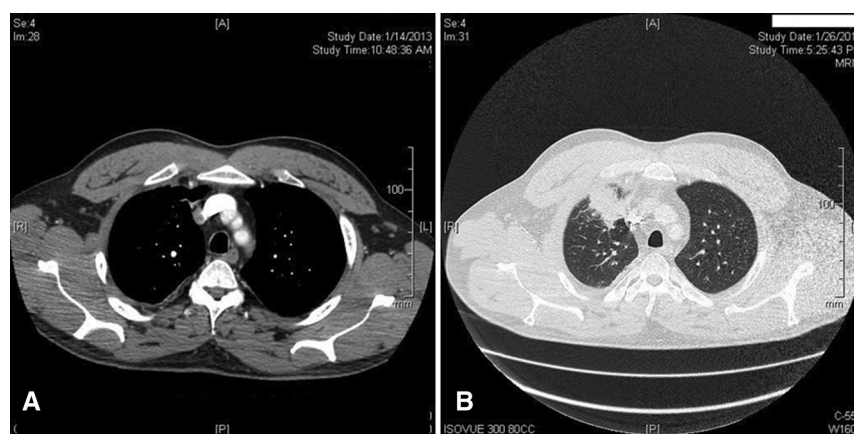 Se:4
Im:28
[A]
Study Date:1/14/2013
Study Time:10:48:36 AM
[R]
100
[L]
mm
A
[P]
Se:4
Im:31
[A]
Study Date:1/26/201
Study Time:5:25:43 P
MRN
[R]
100
mm
B
ISOVUE 300 80CC
[P]
C-55
W160